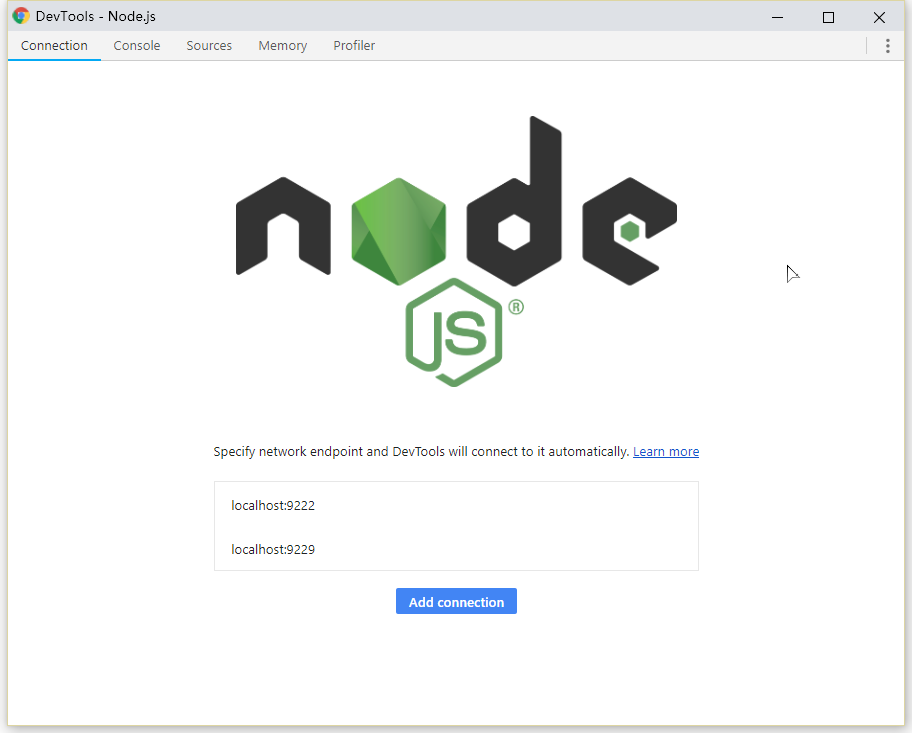 DevTools - Node.js
Connection Console Sources Memory Profiler
node
JS ®
Specify network endpoint and DevTools will connect to it automatically. Learn more
localhost:9222
localhost:9229
Add connection